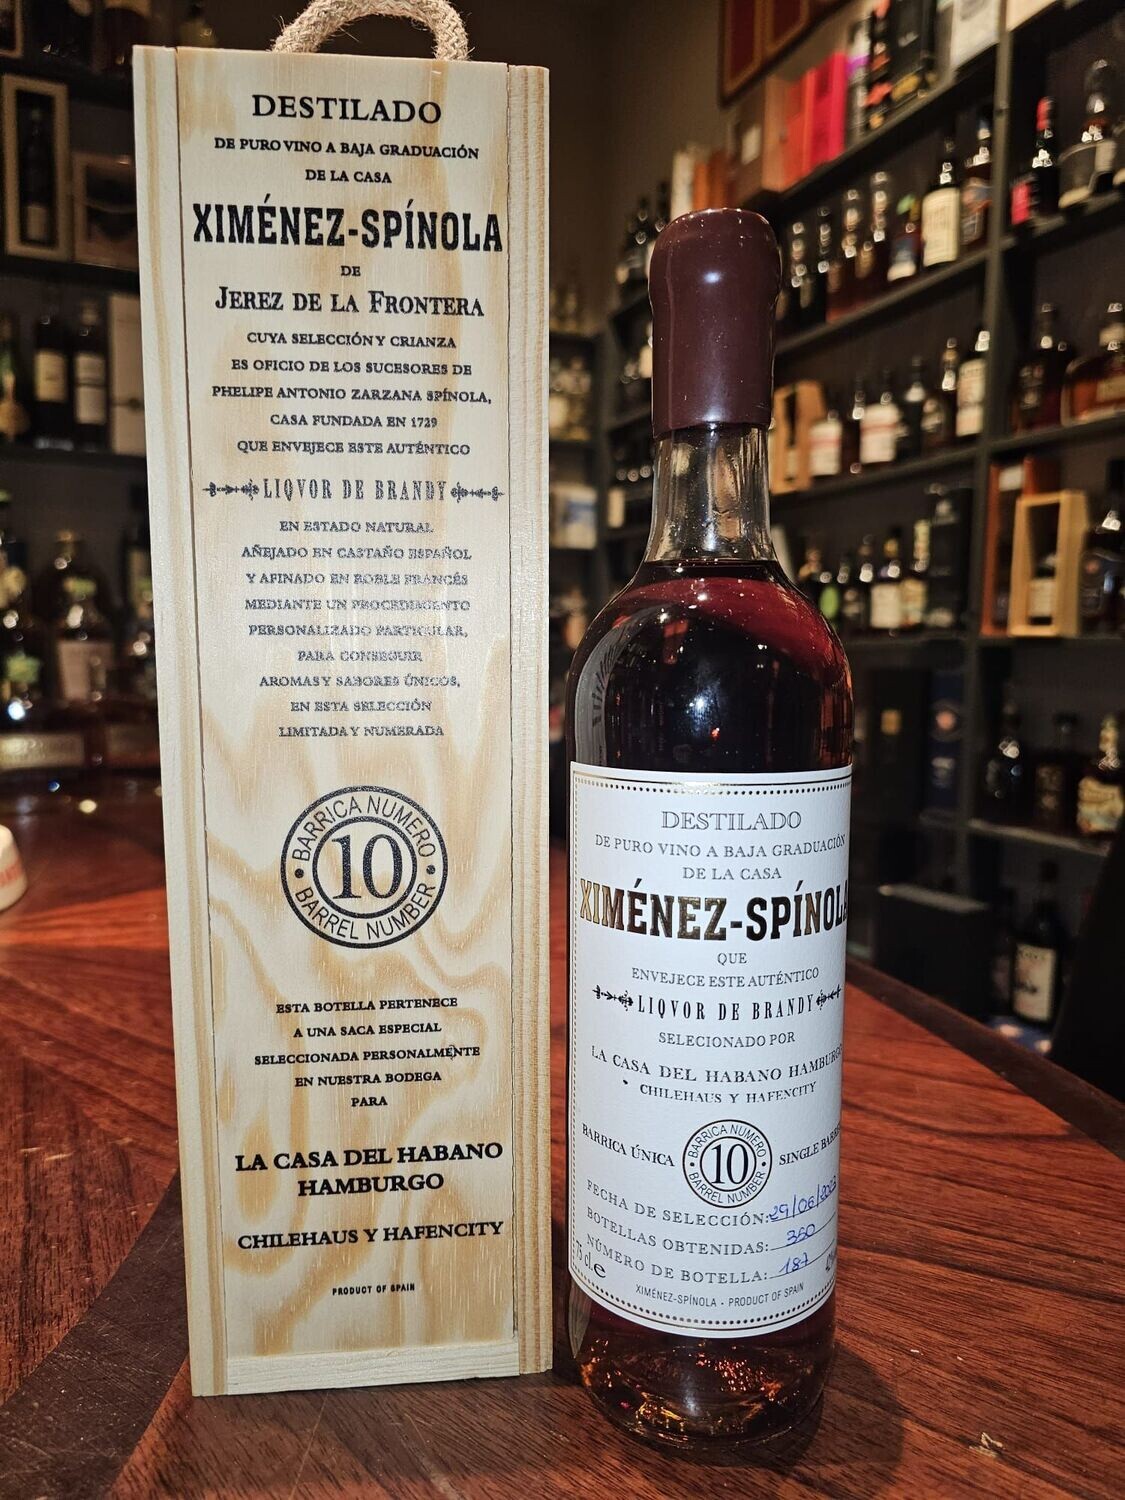 DESTILADO
DE PURO VINO A BAJA GRADUACIÓN
DE LA CASA
XIMÉNEZ-SPÍNOLA
DE
JEREZ DE LA FRONTERA
CUYA SELECCIÓN Y CRIANZA
ES OFICIO DE LOS SUCESORES DE
PHELIPE ANTONIO ZARZANA SPÍNOLA,
CASA FUNDADA EN 1729
QUE ENVEJECE ESTE AUTÉNTICO
LIQVOR DE BRANDY
EN ESTADO NATURAL
AÑEJADO EN CASTAÑO ESPAÑOL
Y AFINADO EN ROBLE FRANCÉS
MEDIANTE UN PROCEDIMIENTO
PERSONALIZADO PARTICULAR,
PARA CONSEGUIR
AROMAS Y SABORES ÚNICOS,
EN ESTA SELECCIÓN
LIMITADA Y NUMERADA
BARRICA NUMERO
10
BARREL NUMBER
ESTA BOTELLA PERTENECE
A UNA SACA ESPECIAL
SELECCIONADA PERSONALMENTE
EN NUESTRA BODEGA
PARA
LA CASA DEL HABANO
HAMBURGO
CHILEHAUS Y HAFENCITY
PRODUCT OF SPAIN
DESTILADO
DE PURO VINO A BAJA GRADUACIÓN
DE LA CASA
XIMÉNEZ-SPÍNOLA
QUE
ENVEJECE ESTE AUTÉNTICO
LIQVOR DE BRANDY
SELECIONADO POR
LA CASA DEL HABANO HAMBURGO
CHILEHAUS Y HAFENCITY
BARRICA ÚNICA
BARRICA NUMERO
10
BARREL NUMBER
SINGLE BARREL
FECHA DE SELECCIÓN: 29/06/2023
BOTELLAS OBTENIDAS: 350
NÚMERO DE BOTELLA: 187
75 cl. e
XIMÉNEZ-SPÍNOLA - PRODUCT OF SPAIN